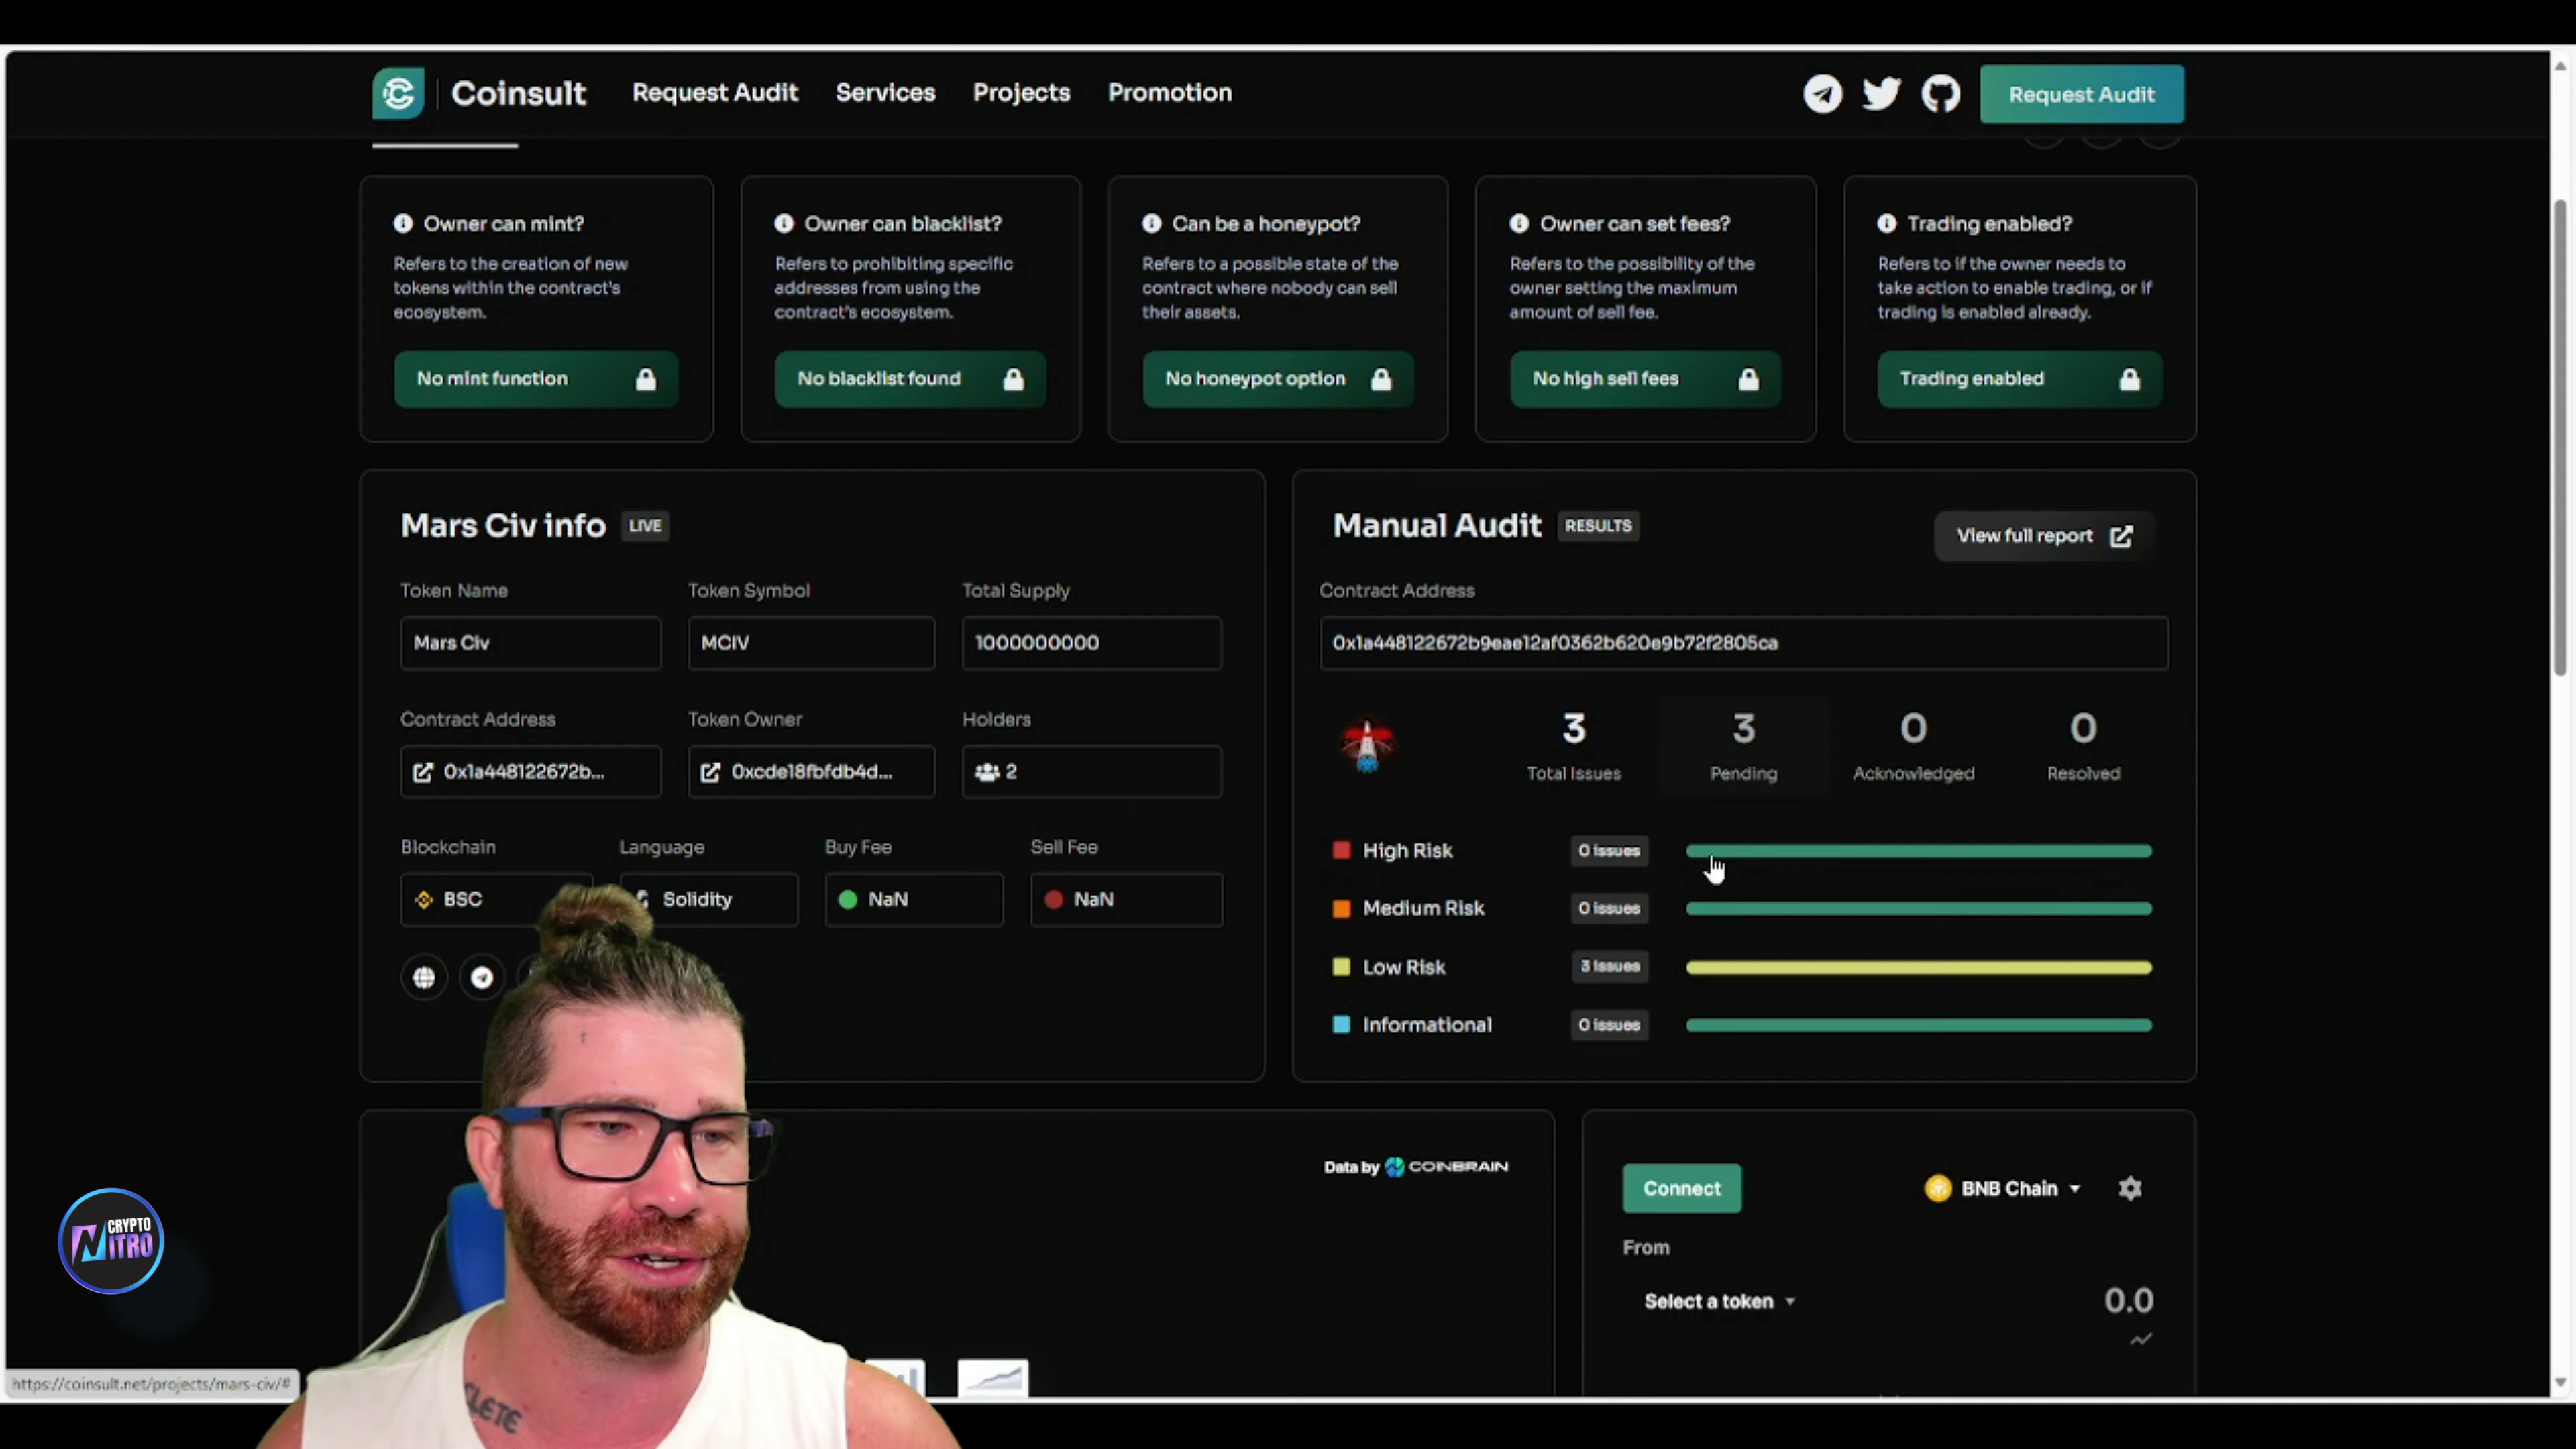 Coinsult
Request Audit
Services
Projects
Promotion
Request Audit
Owner can mint?
Refers to the creation of new
tokens within the contract's
ecosystem.
No mint function
Owner can blacklist?
Refers to prohibiting specific
addresses from using the
contract's ecosystem.
No blacklist found
Can be a honeypot?
Refers to a possible state of the
contract where nobody can sell
their assets.
No honeypot option
Owner can set fees?
Refers to the possibility of the
owner setting the maximum
amount of sell fee.
No high sell fees
Trading enabled?
Refers to if the owner needs to
take action to enable trading, or if
trading is enabled already.
Trading enabled
Mars Civ info LIVE
Token Name
Mars Civ
Token Symbol
MCIV
Total Supply
1000000000
Contract Address
0x1a448122672b...
Token Owner
0xcde18fbfdb4d...
Holders
2
Blockchain
BSC
Language
Solidity
Buy Fee
NaN
Sell Fee
NaN
Manual Audit RESULTS
View full report
Contract Address
0x1a448122672b9eae12af0362b620e9b72f2805ca
3
Total Issues
3
Pending
0
Acknowledged
0
Resolved
High Risk 0 issues
Medium Risk 0 issues
Low Risk 3 issues
Informational 0 issues
Data by COINBRAIN
Connect
BNB Chain
From
Select a token
0.0
CRYPTO
NITRO
https://coinsult.net/projects/mars-civ/#